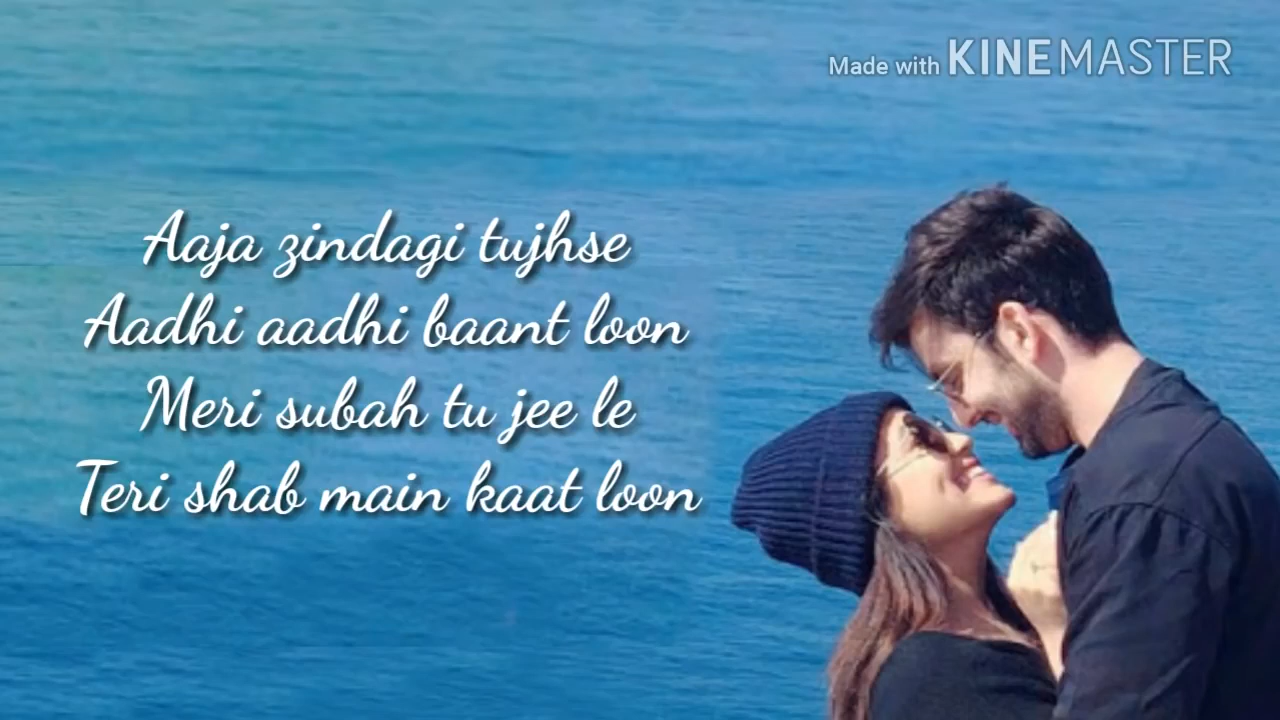 Made with KINEMASTER
Aaja zindagi tujhse
Aadhi aadhi baant loon
Meri subah tu jee le
Teri shab main kaat loon